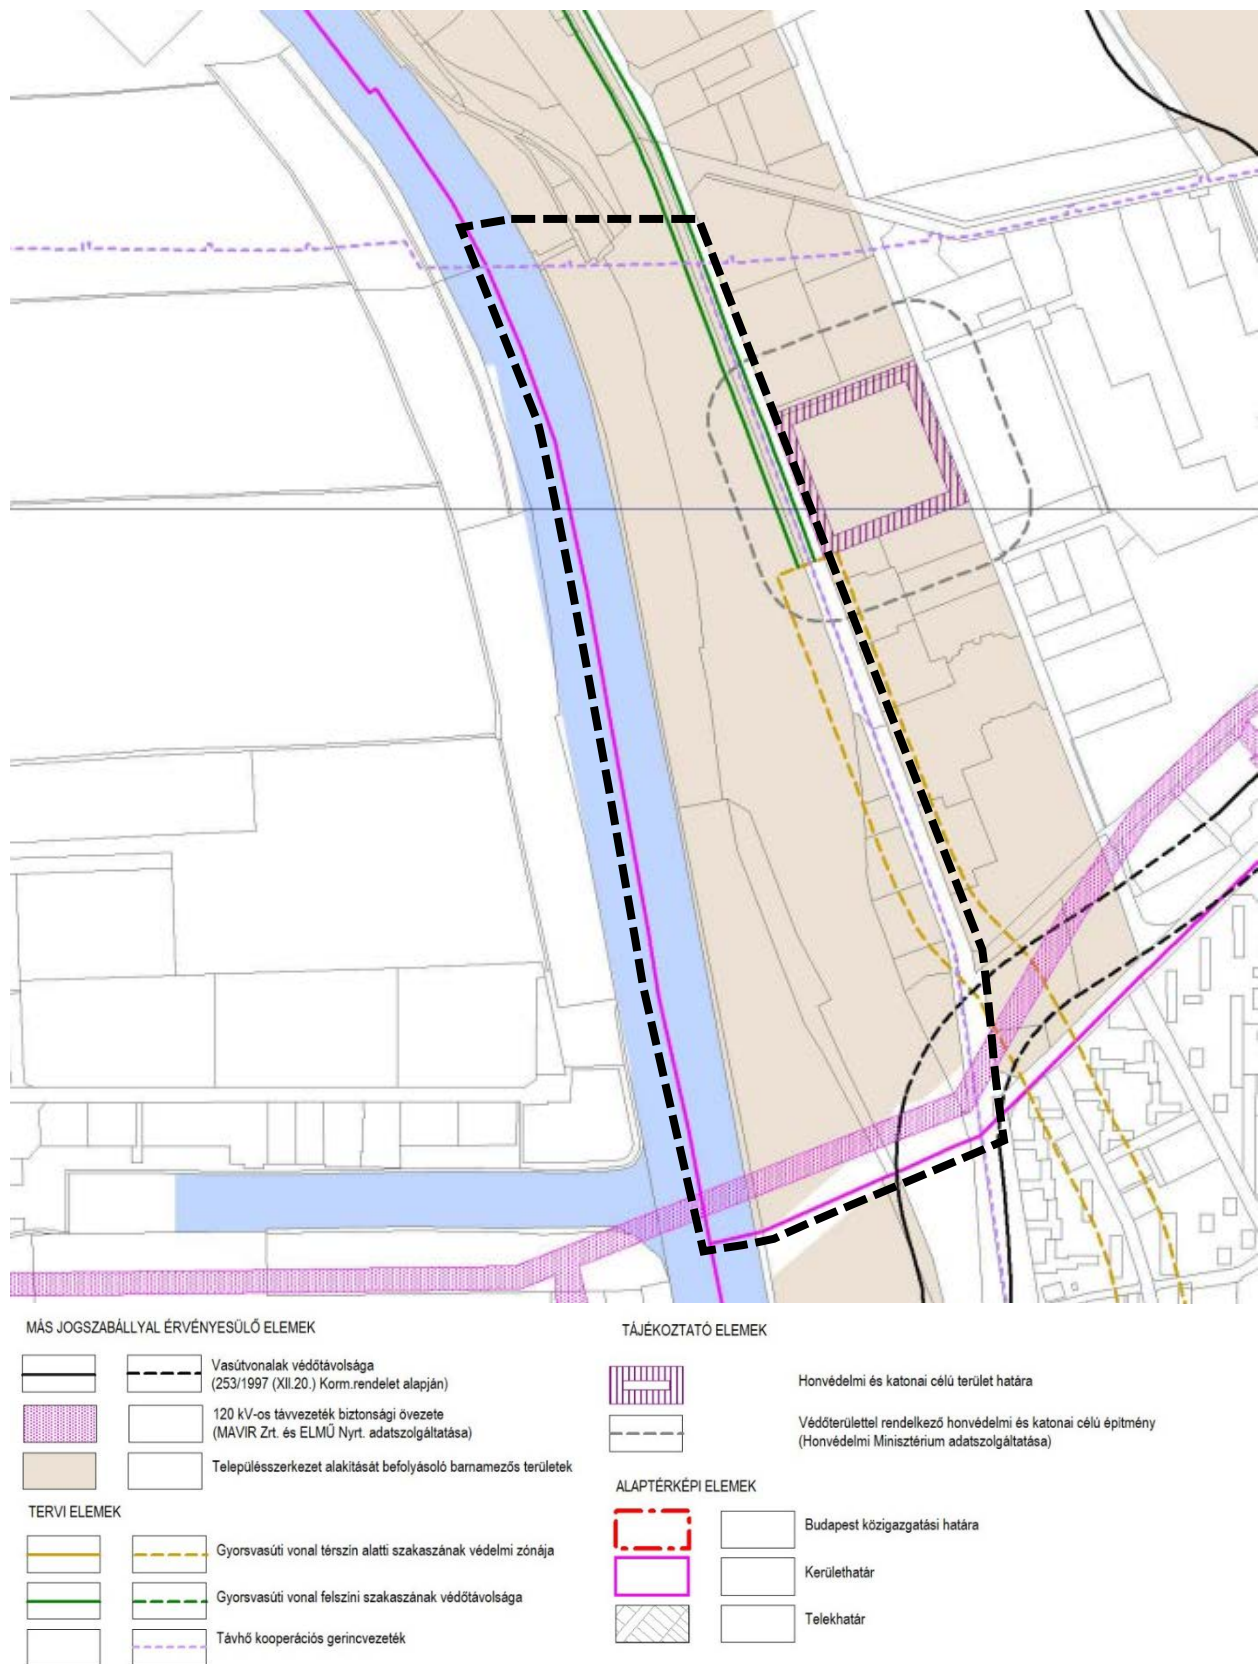 MÁS JOGSZABÁLLYAL ÉRVÉNYESÜLŐ ELEMEK
Vasútvonalak védőtávolsága
(253/1997 (XII.20.) Korm.rendelet alapján)
120 kV-os távvezeték biztonsági övezete
(MAVIR Zrt. és ELMŰ Nyrt. adatszolgáltatása)
Településszerkezet alakítását befolyásoló barnamezős területek
TERVI ELEMEK
Gyorsvasúti vonal térszín alatti szakaszának védelmi zónája
Gyorsvasúti vonal felszíni szakaszának védőtávolsága
Távhő kooperációs gerincvezeték
TÁJÉKOZTATÓ ELEMEK
Honvédelmi és katonai célú terület határa
Védőterülettel rendelkező honvédelmi és katonai célú építmény
(Honvédelmi Minisztérium adatszolgáltatása)
ALAPTÉRKÉPI ELEMEK
Budapest közigazgatási határa
Kerülethatár
Telekhatár